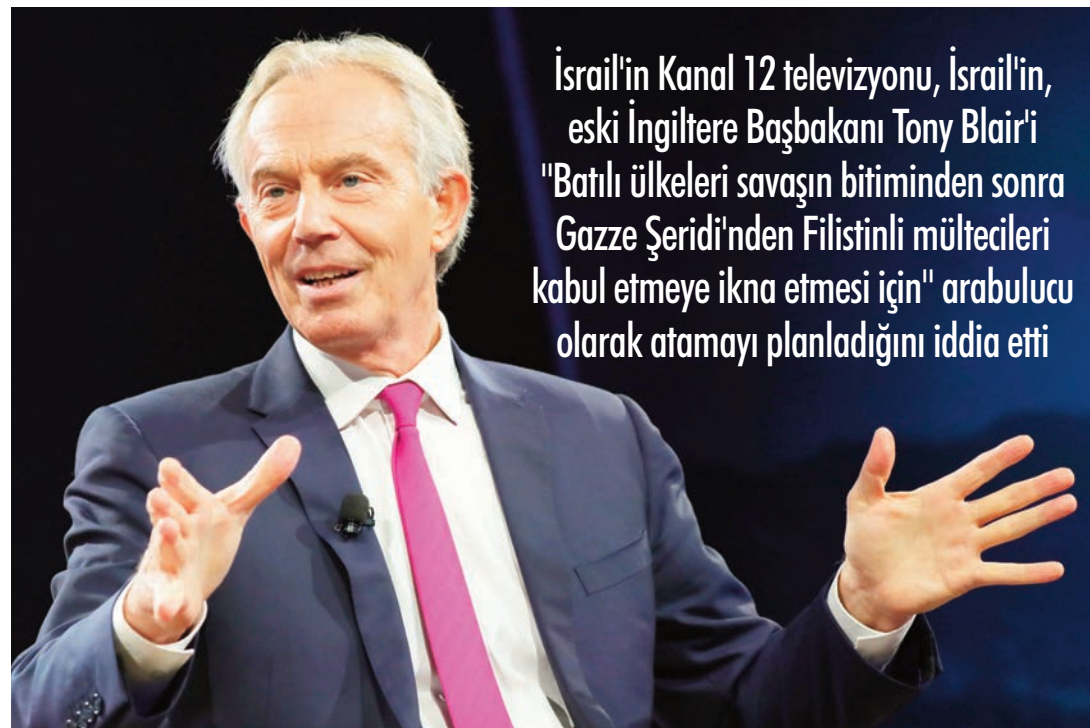 İsrail'in Kanal 12 televizyonu, İsrail'in,
eski İngiltere Başbakanı Tony Blair'i
"Batılı ülkeleri savaşın bitiminden sonra
Gazze Şeridi'nden Filistinli mültecileri
kabul etmeye ikna etmesi için" arabulucu
olarak atamayı planladığını iddia etti